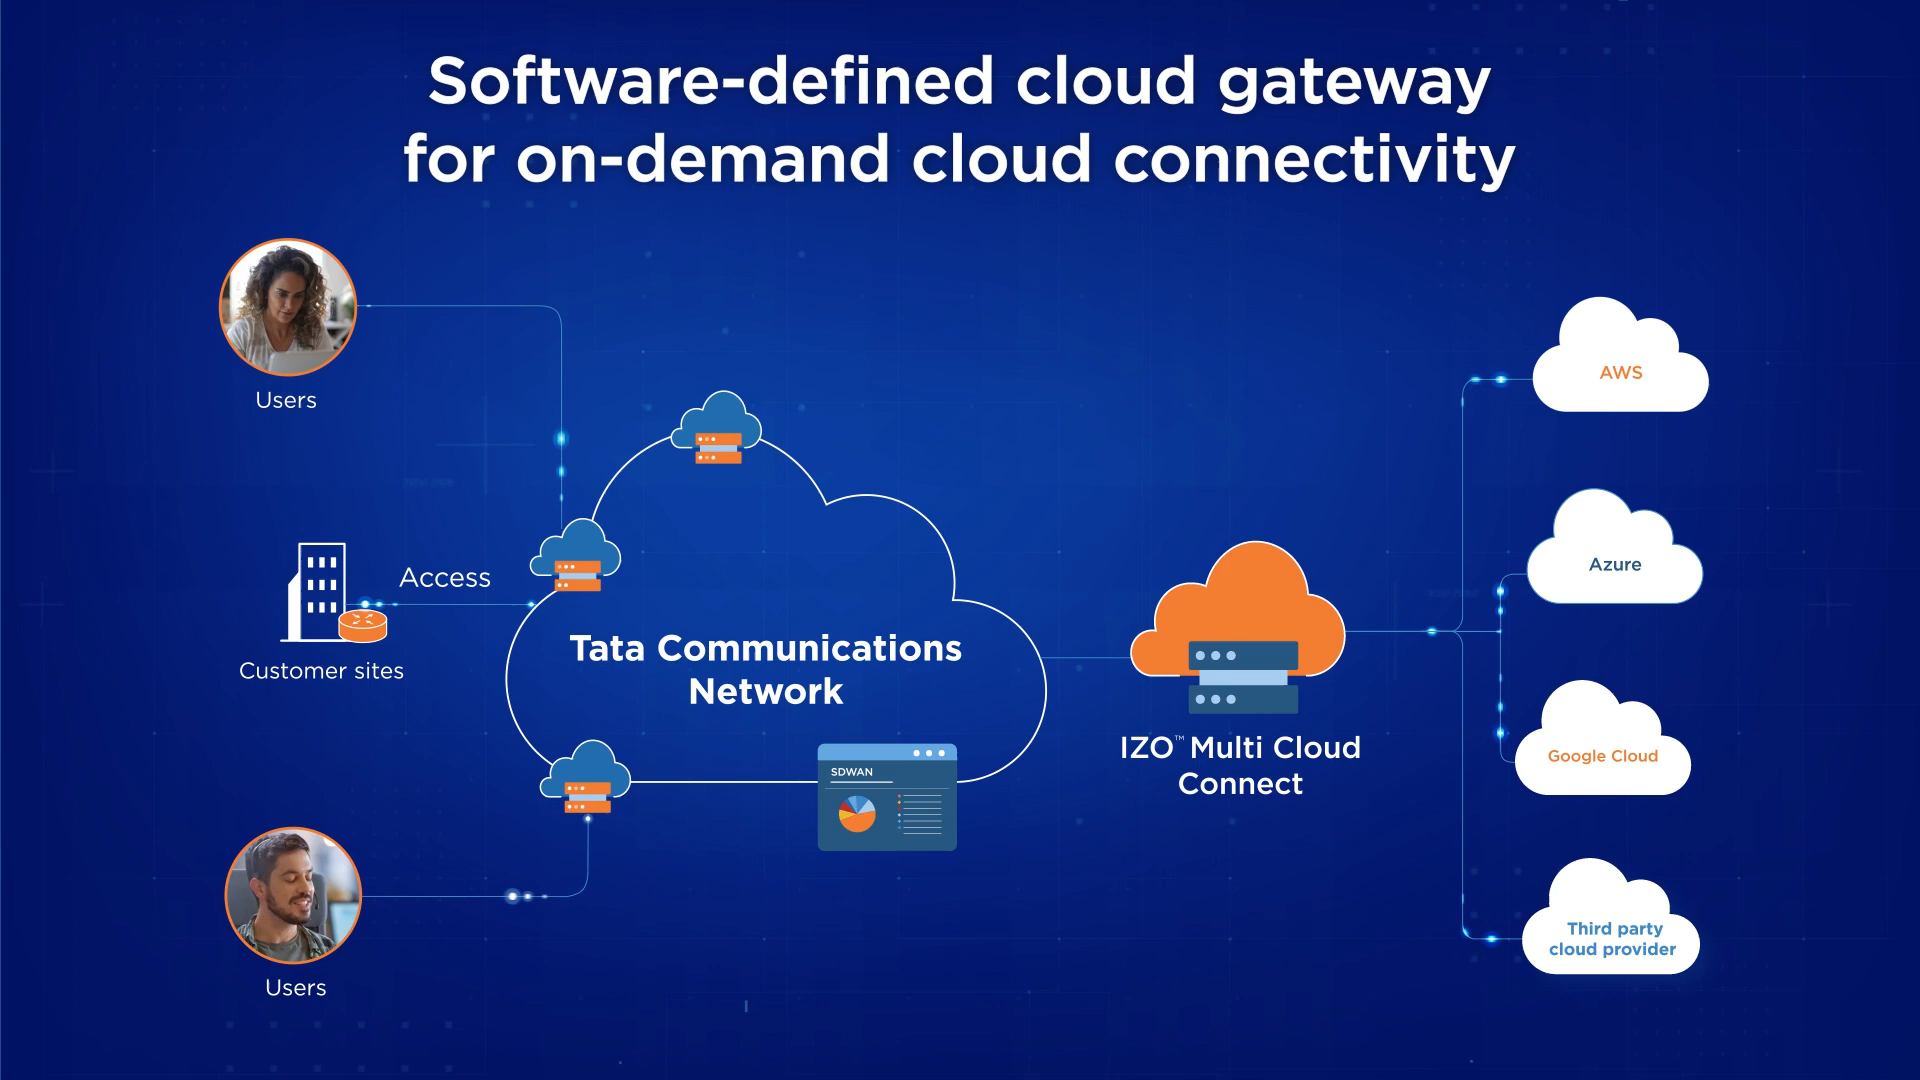 Software-defined cloud gateway
for on-demand cloud connectivity
Users
Access
Customer sites
Users
Tata Communications
Network
SDWAN
IZO™ Multi Cloud
Connect
AWS
Azure
Google Cloud
Third party
cloud provider